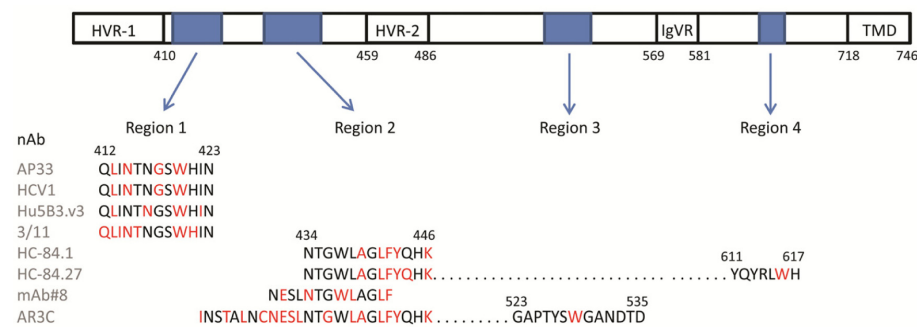 HVR-1 HVR-2 IgVR TMD
410 459 486 569 581 718 746
Region 1 Region 2 Region 3 Region 4
nAb
412 423
AP33 QLINTNGSWHIN
HCV1 QLINTNGSWHIN
Hu5B3.v3 QLINTNGSWHIN
3/11 QLINTNGSWHIN
434 446
HC-84.1 NTGWLAGLFYQHK
611 617
HC-84.27 NTGWLAGLFYQHK..............................YQYRLWH
mAb#8 NESLNTGWLAGLF
523 535
AR3C INSTALNCNESLNTGWLAGLFYQHK.........GAPTYSWGANDTD